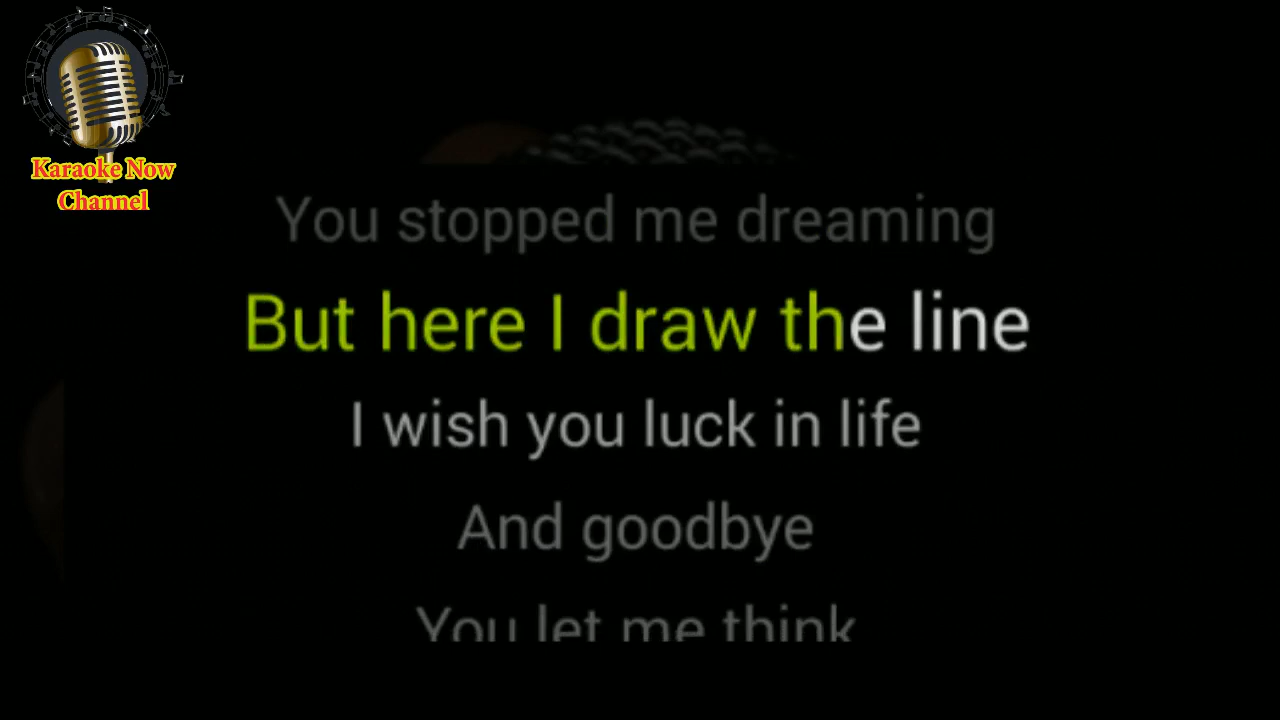 Karaoke Now
Channel
You stopped me dreaming
But here I draw the line
I wish you luck in life
And goodbye
You let me think